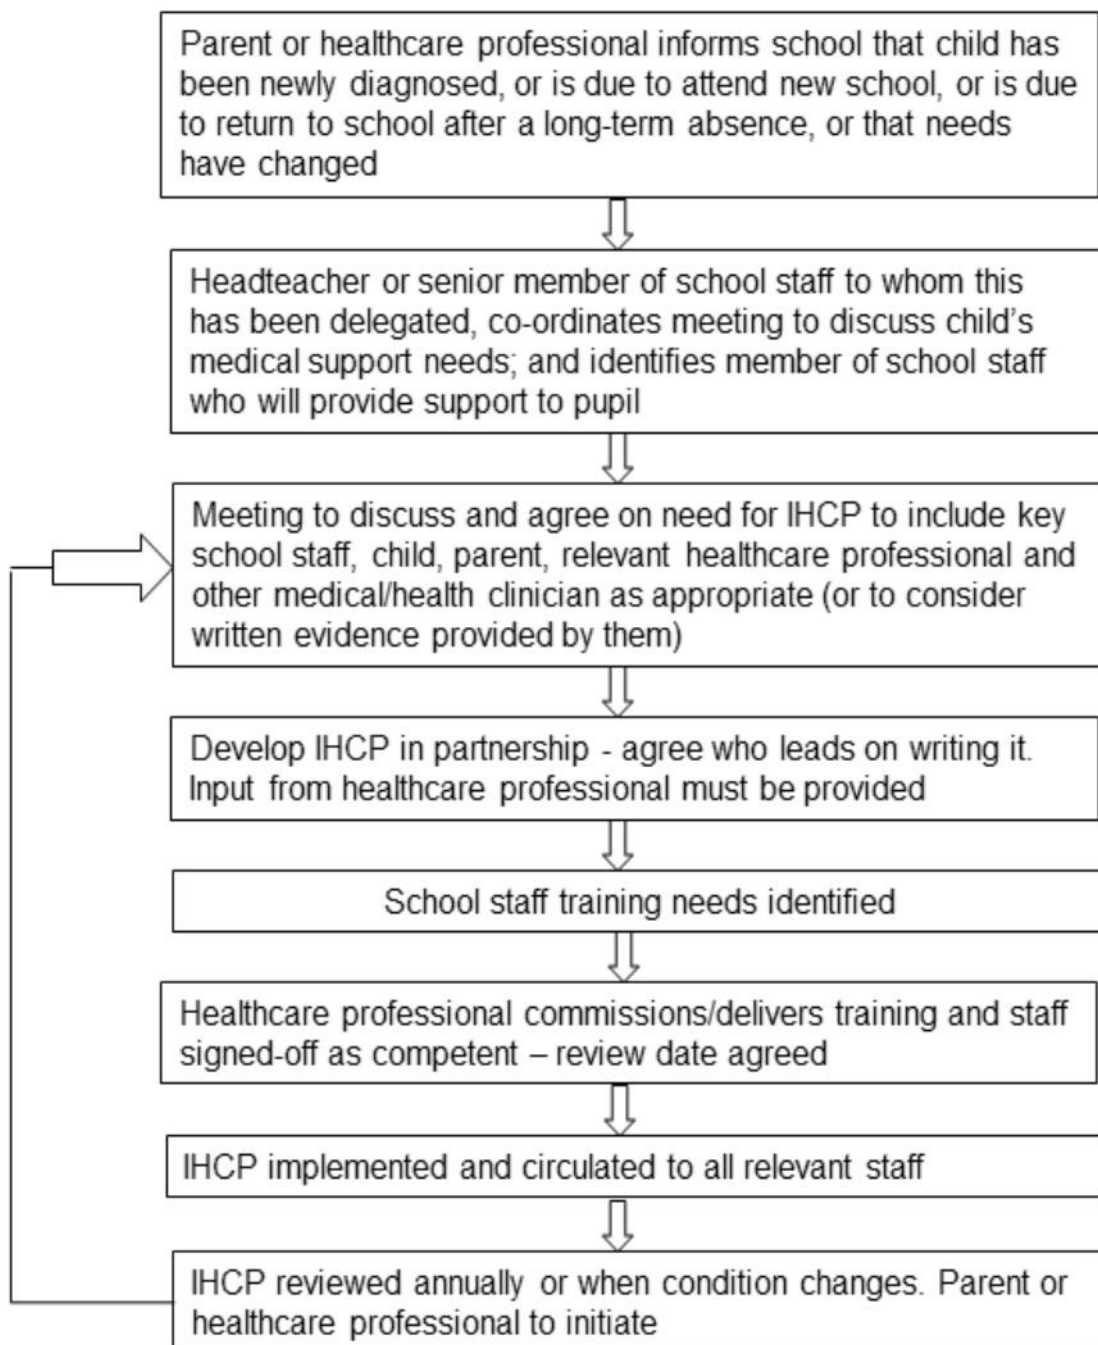 Parent or healthcare professional informs school that child has
been newly diagnosed, or is due to attend new school, or is due
to return to school after a long-term absence, or that needs
have changed
Headteacher or senior member of school staff to whom this
has been delegated, co-ordinates meeting to discuss child's
medical support needs; and identifies member of school staff
who will provide support to pupil
Meeting to discuss and agree on need for IHCP to include key
school staff, child, parent, relevant healthcare professional and
other medical/health clinician as appropriate (or to consider
written evidence provided by them)
Develop IHCP in partnership - agree who leads on writing it.
Input from healthcare professional must be provided
School staff training needs identified
Healthcare professional commissions/delivers training and staff
signed-off as competent – review date agreed
IHCP implemented and circulated to all relevant staff
IHCP reviewed annually or when condition changes. Parent or
healthcare professional to initiate